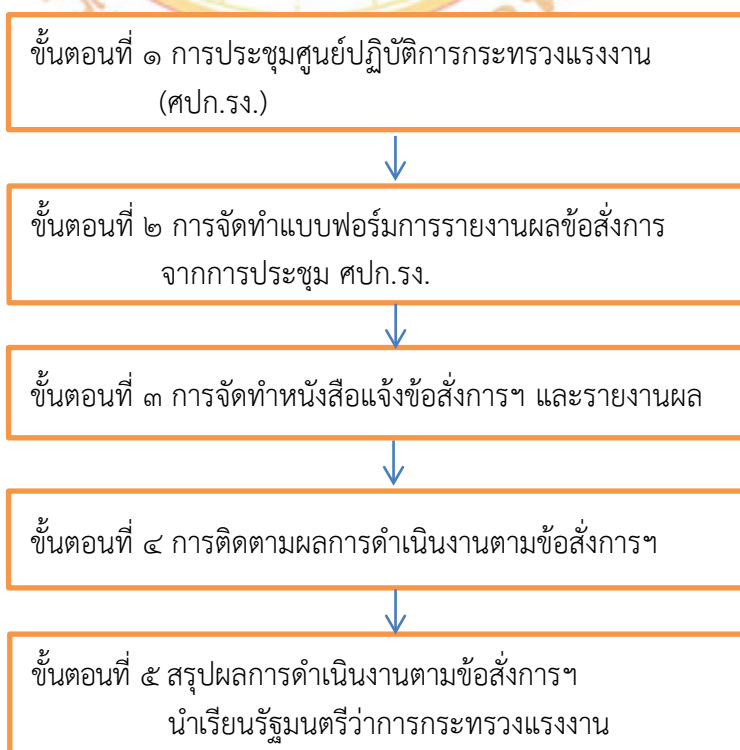 ขั้นตอนที่ ๑ การประชุมศูนย์ปฏิบัติการกระทรวงแรงงาน
(ศปก.รง.)
ขั้นตอนที่ ๒ การจัดทำแบบฟอร์มการรายงานผลข้อสั่งการ
จากการประชุม ศปก.รง.
ขั้นตอนที่ ๓ การจัดทำหนังสือแจ้งข้อสั่งการฯ และรายงานผล
ขั้นตอนที่ ๔ การติดตามผลการดำเนินงานตามข้อสั่งการฯ
ขั้นตอนที่ ๕ สรุปผลการดำเนินงานตามข้อสั่งการฯ
นำเรียนรัฐมนตรีว่าการกระทรวงแรงงาน